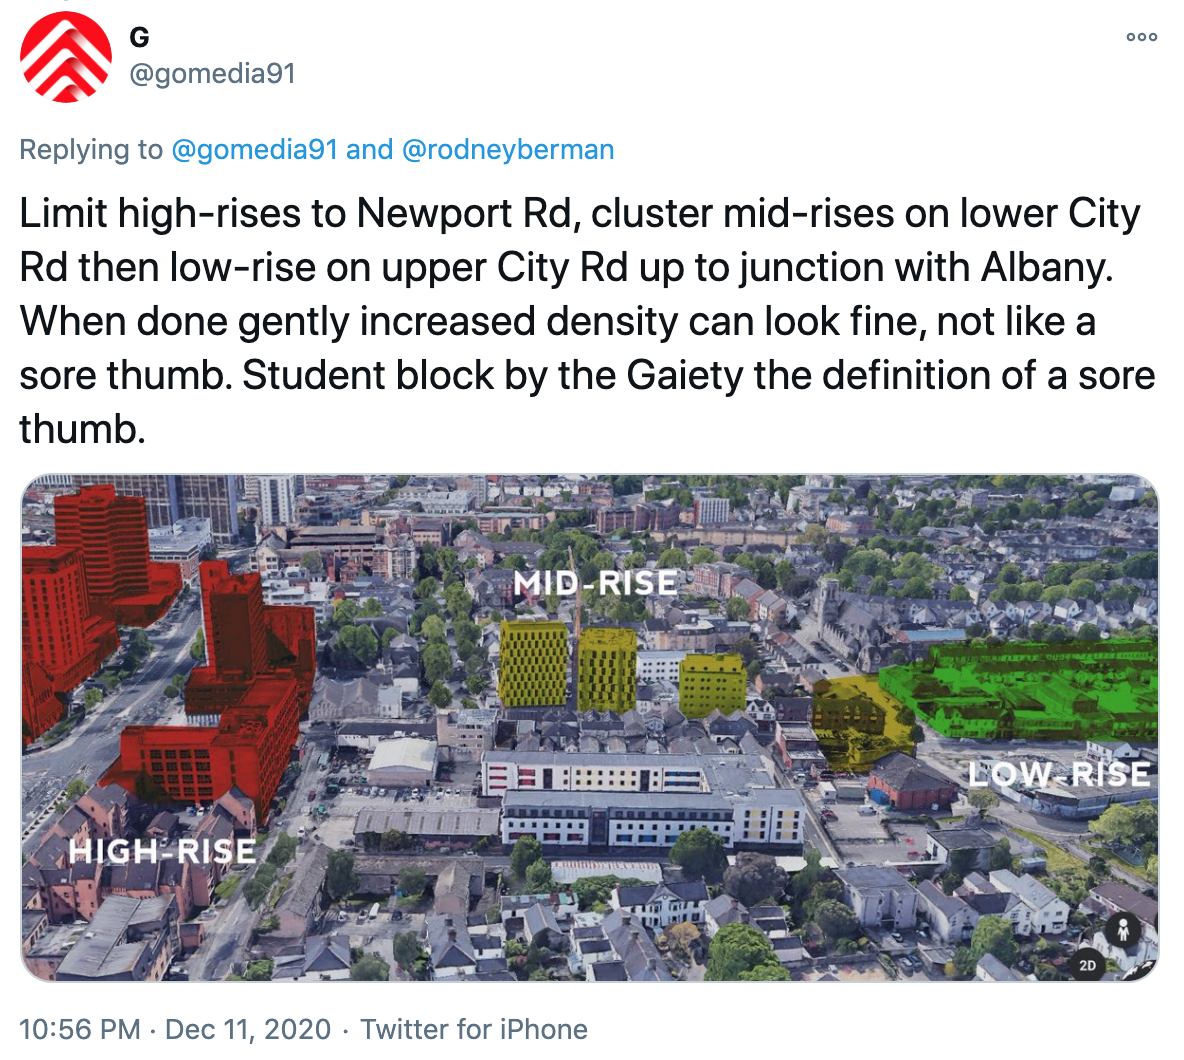 G
@gomedia91
Replying to @gomedia91 and @rodneyberman
Limit high-rises to Newport Rd, cluster mid-rises on lower City
Rd then low-rise on upper City Rd up to junction with Albany.
When done gently increased density can look fine, not like a
sore thumb. Student block by the Gaiety the definition of a sore
thumb.
MID-RISE
LOW-RISE
HIGH-RISE
2D
10:56 PM · Dec 11, 2020 · Twitter for iPhone